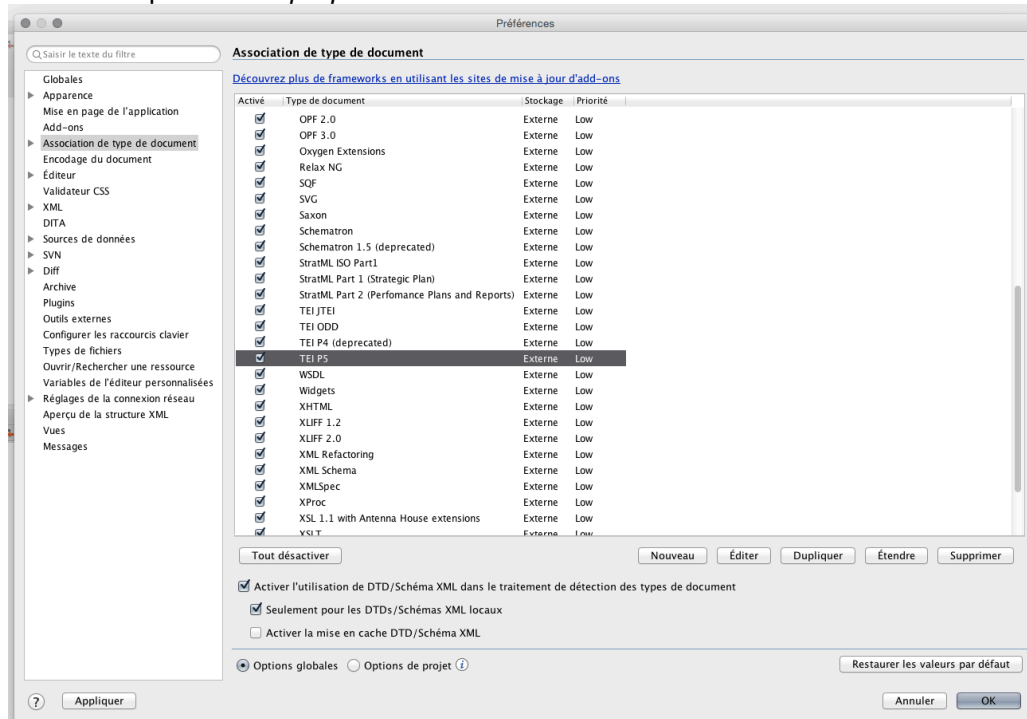 Préférences
Saisir le texte du filtre
Globales
Apparence
Mise en page de l'application
Add-ons
Association de type de document
Encodage du document
Éditeur
Validateur CSS
XML
DITA
Sources de données
SVN
Diff
Archive
Plugins
Outils externes
Configurer les raccourcis clavier
Types de fichiers
Ouvrir/Rechercher une ressource
Variables de l'éditeur personnalisées
Réglages de la connexion réseau
Aperçu de la structure XML
Vues
Messages
Association de type de document
Découvrez plus de frameworks en utilisant les sites de mise à jour d'add-ons
Activé Type de document Stockage Priorité
OPF 2.0 Externe Low
OPF 3.0 Externe Low
Oxygen Extensions Externe Low
Relax NG Externe Low
SQF Externe Low
SVG Externe Low
Saxon Externe Low
Schematron Externe Low
Schematron 1.5 (deprecated) Externe Low
StratML ISO Part1 Externe Low
StratML Part 1 (Strategic Plan) Externe Low
StratML Part 2 (Perfomance Plans and Reports) Externe Low
TEI JTEI Externe Low
TEI ODD Externe Low
TEI P4 (deprecated) Externe Low
TEI P5 Externe Low
WSDL Externe Low
Widgets Externe Low
XHTML Externe Low
XLIFF 1.2 Externe Low
XLIFF 2.0 Externe Low
XML Refactoring Externe Low
XML Schema Externe Low
XMLSpec Externe Low
XProc Externe Low
XSL 1.1 with Antenna House extensions Externe Low
XSLT Externe Low
Tout désactiver Nouveau Éditer Dupliquer Étendre Supprimer
Activer l'utilisation de DTD/Schéma XML dans le traitement de détection des types de document
Seulement pour les DTDs/Schémas XML locaux
Activer la mise en cache DTD/Schéma XML
Options globales Options de projet Restaurer les valeurs par défaut
? Appliquer Annuler OK